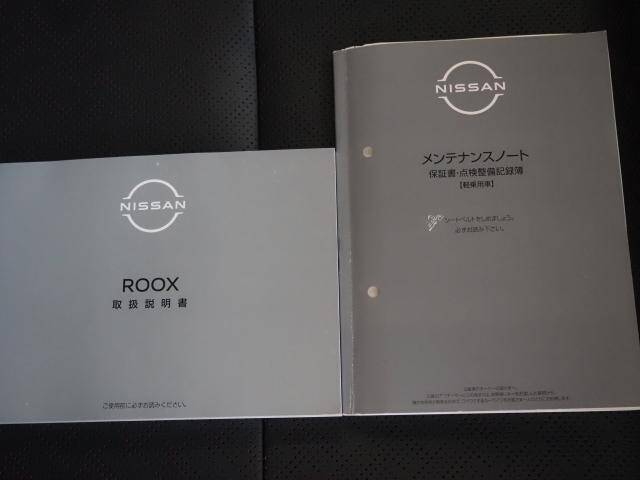 NISSAN
ROOX
取扱説明書
ご使用前に必ずお読みください。
NISSAN
メンテナンスノート
保証書・点検整備記録簿
【軽乗用車】
シートベルトをしめましょう。
必ずお読み下さい。